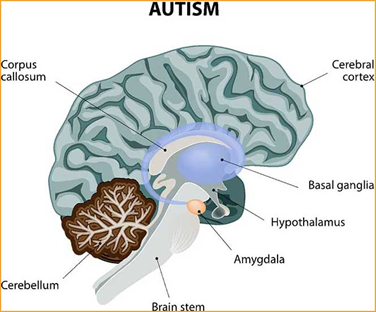 AUTISM
Corpus
callosum
Cerebral
cortex
Basal ganglia
Hypothalamus
Amygdala
Cerebellum
Brain stem